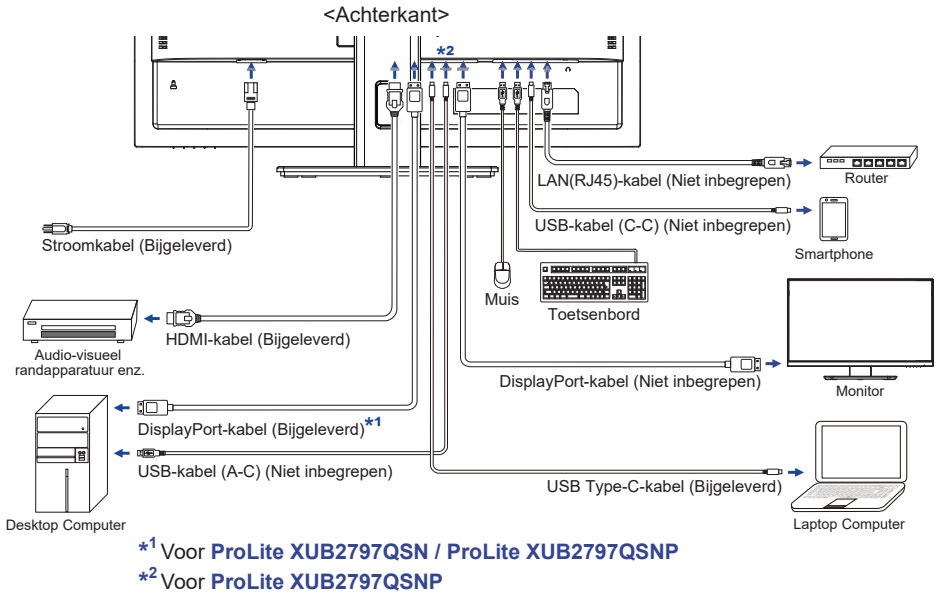 <Achterkant>
*2
LAN(RJ45)-kabel (Niet inbegrepen)
Router
USB-kabel (C-C) (Niet inbegrepen)
Smartphone
Stroomkabel (Bijgeleverd)
Muis
Toetsenbord
HDMI-kabel (Bijgeleverd)
Audio-visueel
randapparatuur enz.
DisplayPort-kabel (Niet inbegrepen)
Monitor
DisplayPort-kabel (Bijgeleverd)*1
USB-kabel (A-C) (Niet inbegrepen)
USB Type-C-kabel (Bijgeleverd)
Desktop Computer
Laptop Computer
*1 Voor ProLite XUB2797QSN / ProLite XUB2797QSNP
*2 Voor ProLite XUB2797QSNP